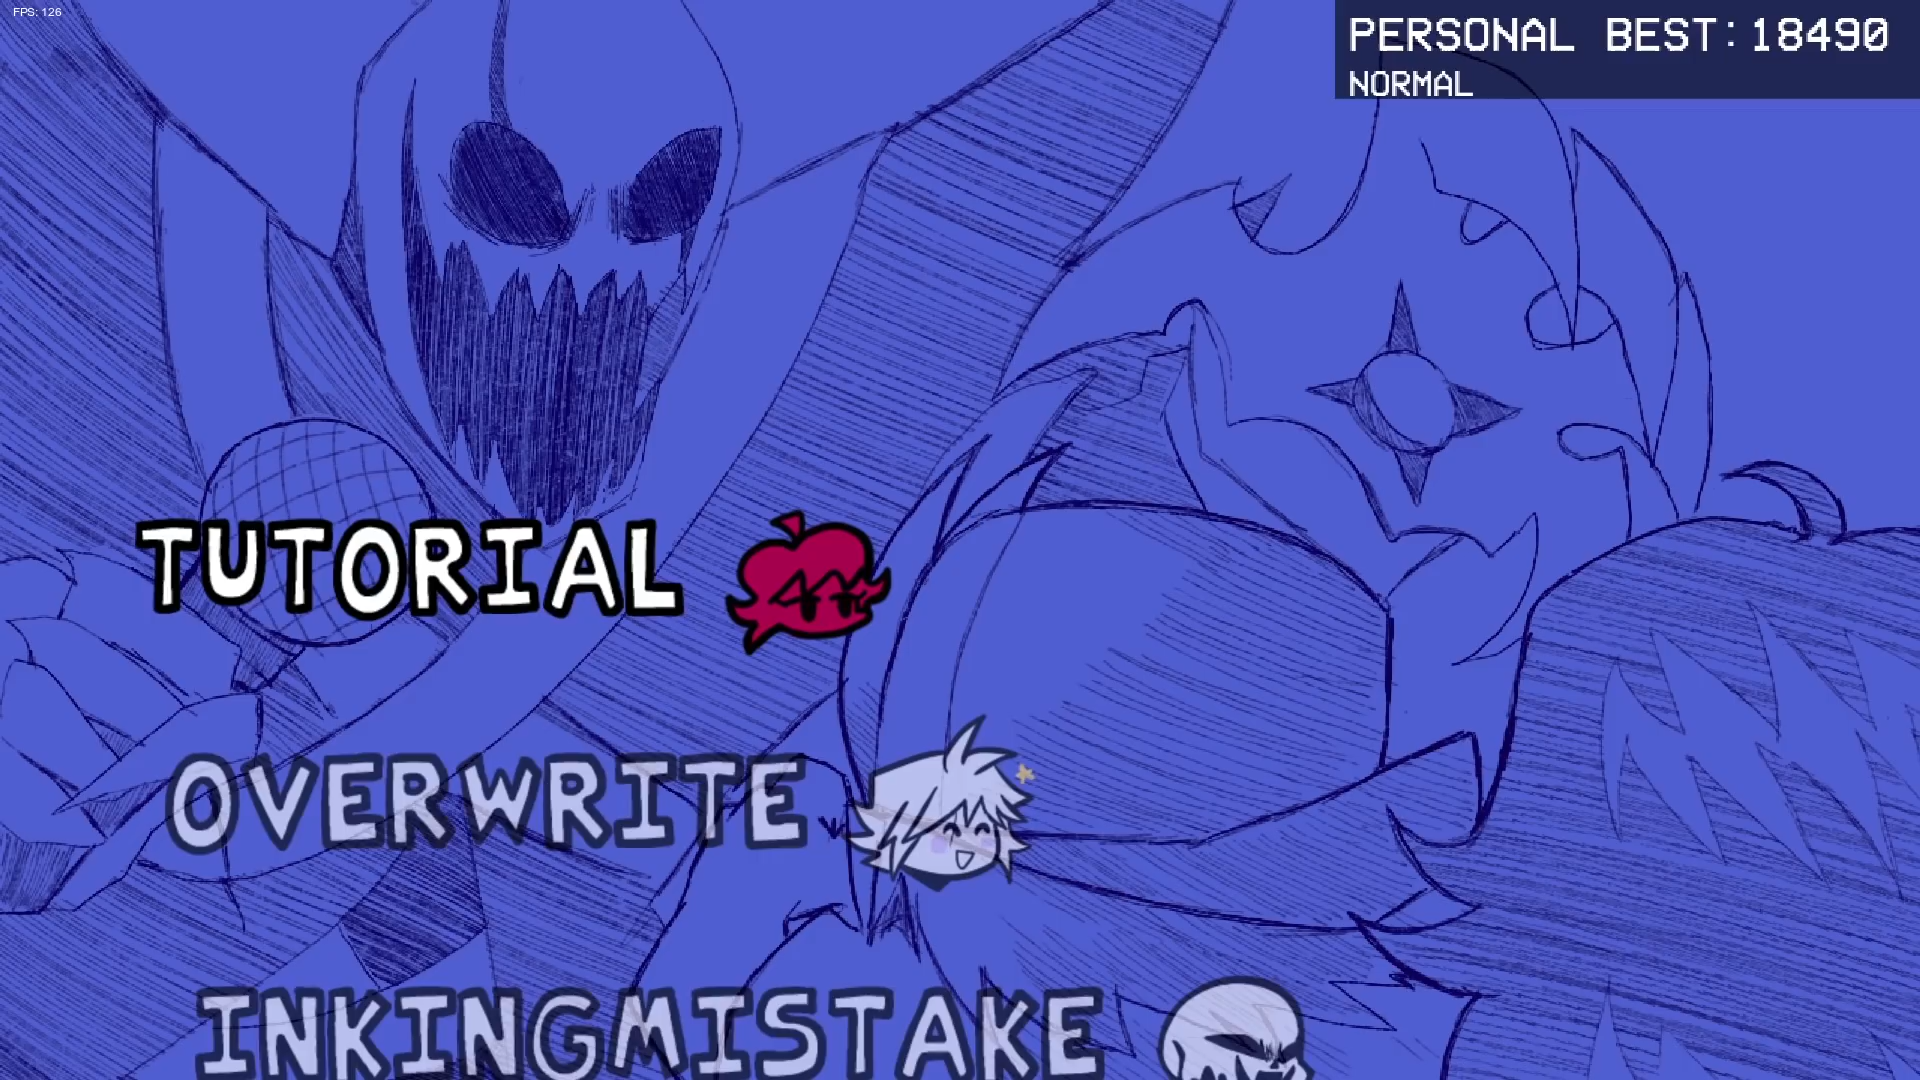 FPS: 126
PERSONAL BEST:18490
NORMAL
TUTORIAL
OVERWRITE
INKINGMISTAKE